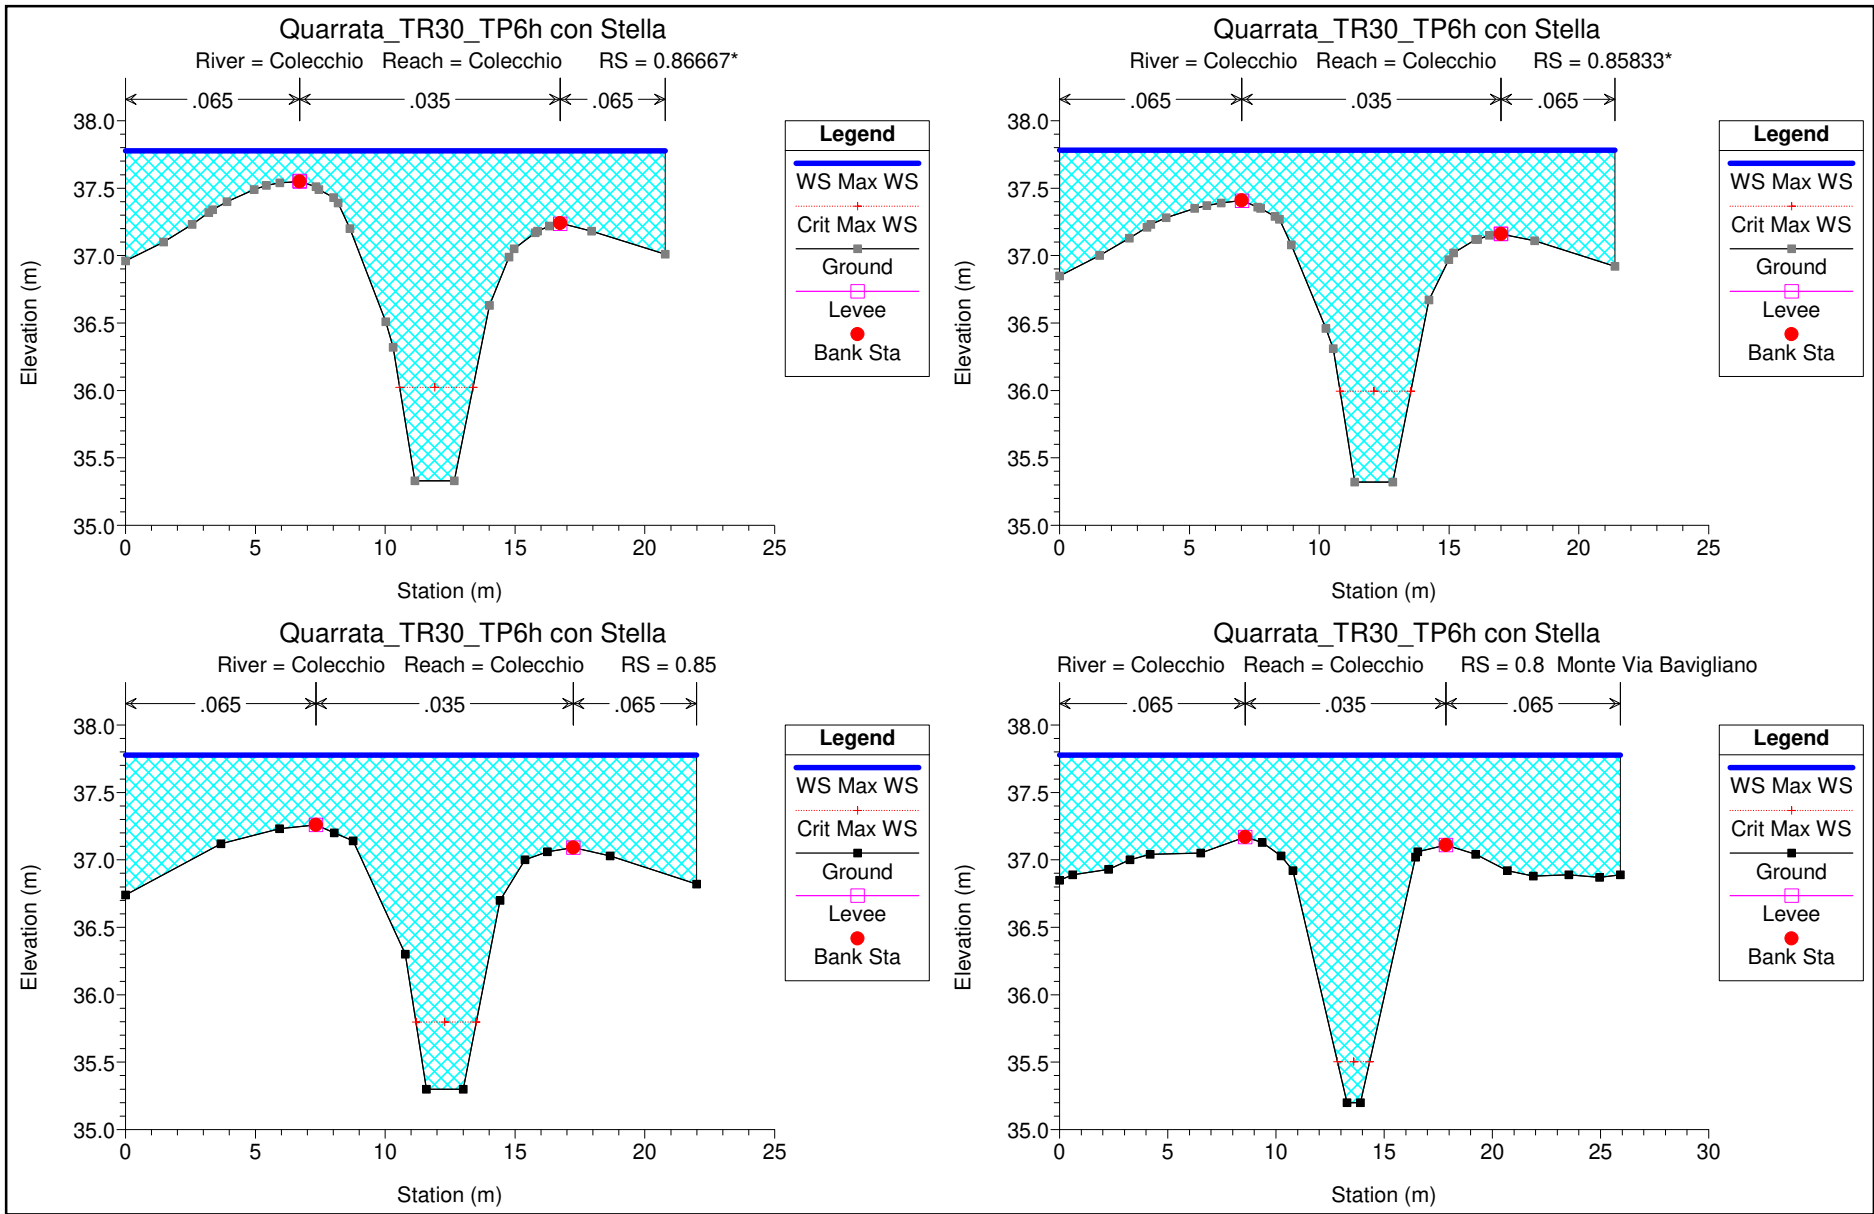 Quarrata_TR30_TP6h con Stella
River = Colecchio Reach = Colecchio RS = 0.86667*
.065 .035 .065
38.0
37.5
37.0
36.5
36.0
35.5
35.0
0 5 10 15 20 25
Station (m)
Elevation (m)
Legend
WS Max WS
Crit Max WS
Ground
Levee
Bank Sta
Quarrata_TR30_TP6h con Stella
River = Colecchio Reach = Colecchio RS = 0.85833*
.065 .035 .065
38.0
37.5
37.0
36.5
36.0
35.5
35.0
0 5 10 15 20 25
Station (m)
Elevation (m)
Legend
WS Max WS
Crit Max WS
Ground
Levee
Bank Sta
Quarrata_TR30_TP6h con Stella
River = Colecchio Reach = Colecchio RS = 0.85
.065 .035 .065
38.0
37.5
37.0
36.5
36.0
35.5
35.0
0 5 10 15 20 25
Station (m)
Elevation (m)
Legend
WS Max WS
Crit Max WS
Ground
Levee
Bank Sta
Quarrata_TR30_TP6h con Stella
River = Colecchio Reach = Colecchio RS = 0.8 Monte Via Bavigliano
.065 .035 .065
38.0
37.5
37.0
36.5
36.0
35.5
35.0
0 5 10 15 20 25 30
Station (m)
Elevation (m)
Legend
WS Max WS
Crit Max WS
Ground
Levee
Bank Sta